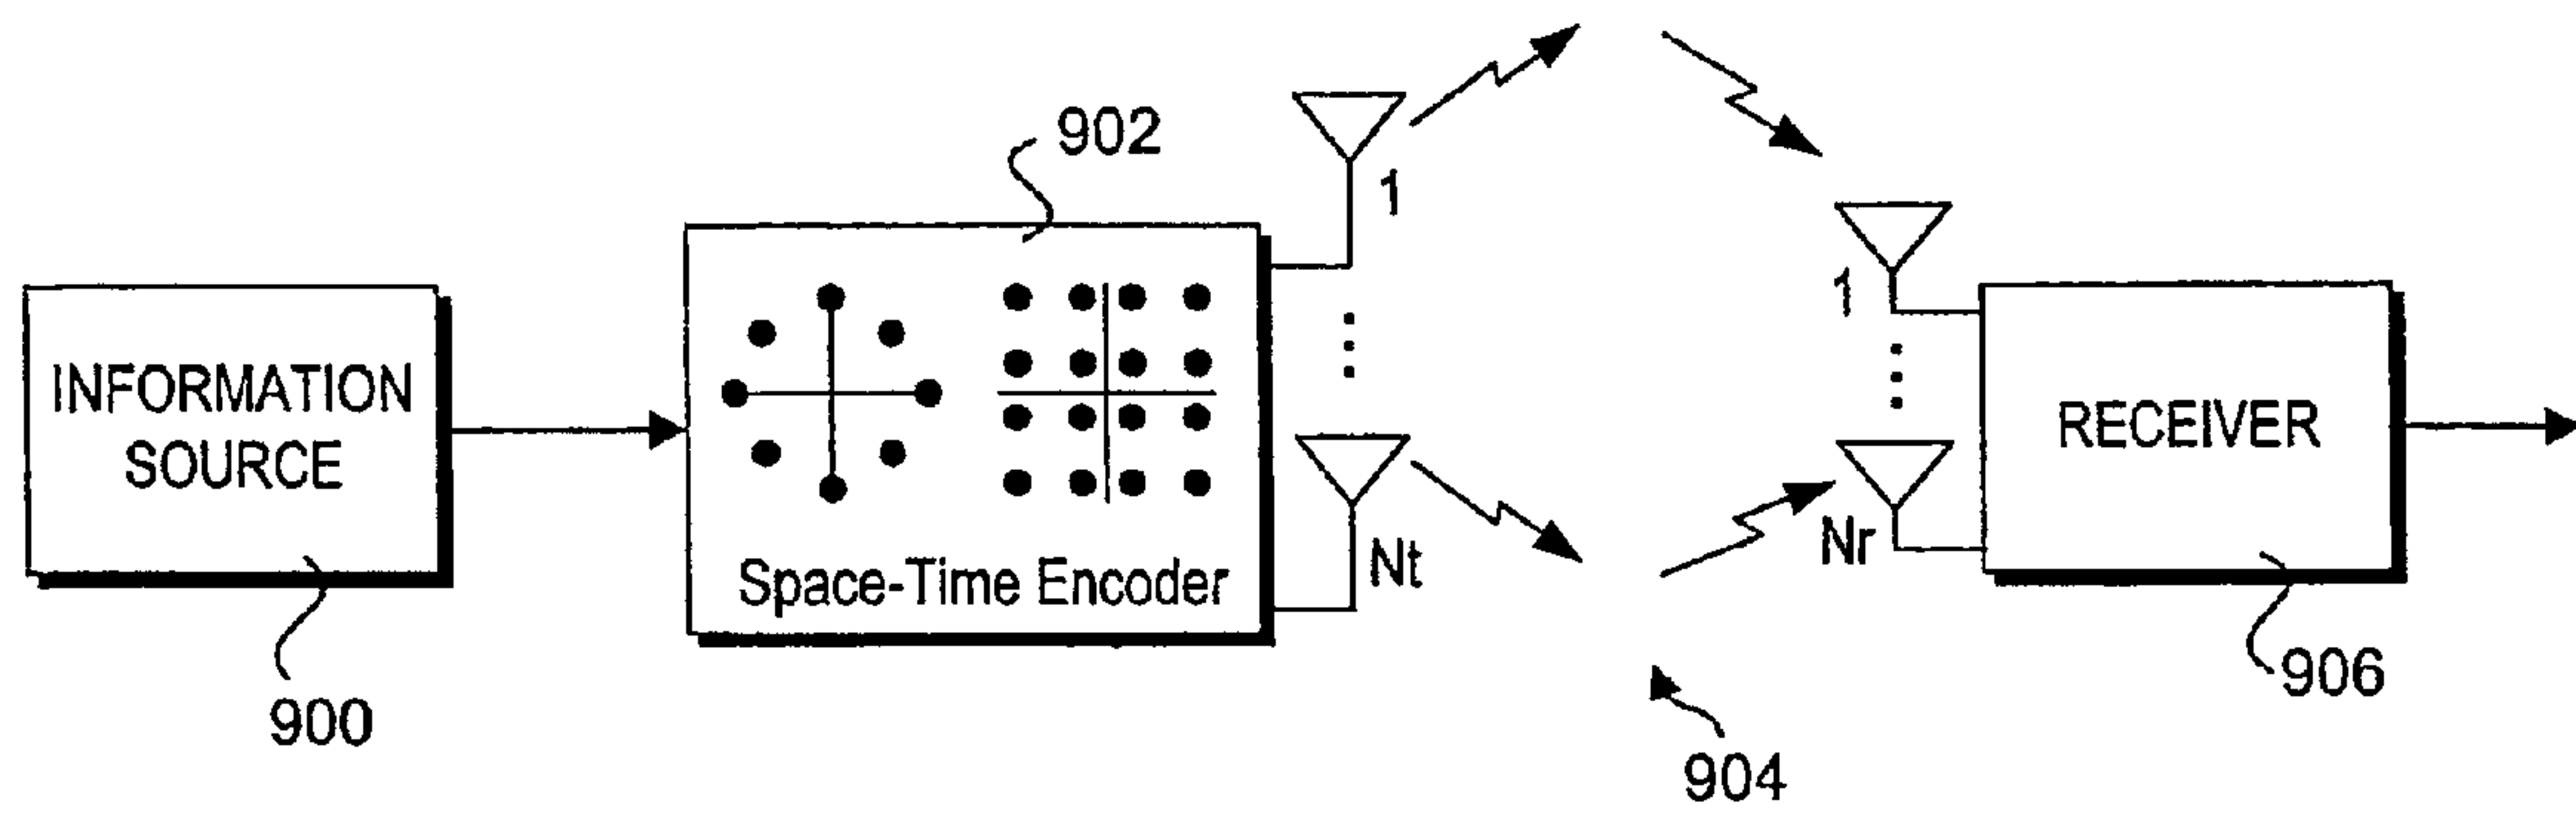 902
1
1
INFORMATION
SOURCE
RECEIVER
Space-Time Encoder
Nt
Nr
900
906
904